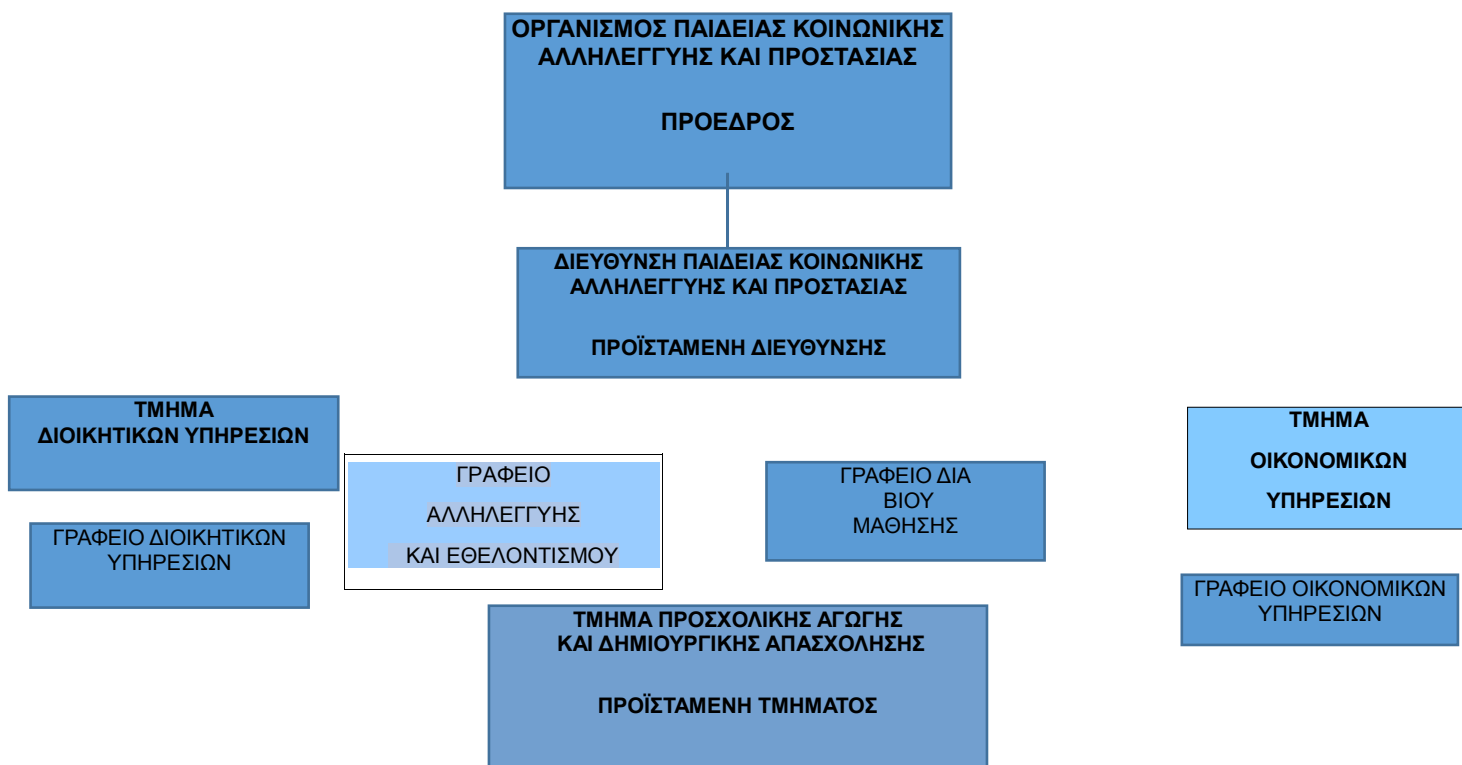 ΟΡΓΑΝΙΣΜΟΣ ΠΑΙΔΕΙΑΣ ΚΟΙΝΩΝΙΚΗΣ
ΑΛΛΗΛΕΓΓΥΗΣ ΚΑΙ ΠΡΟΣΤΑΣΙΑΣ
ΠΡΟΕΔΡΟΣ
ΔΙΕΥΘΥΝΣΗ ΠΑΙΔΕΙΑΣ ΚΟΙΝΩΝΙΚΗΣ
ΑΛΛΗΛΕΓΓΥΗΣ ΚΑΙ ΠΡΟΣΤΑΣΙΑΣ
ΠΡΟΪΣΤΑΜΕΝΗ ΔΙΕΥΘΥΝΣΗΣ
ΤΜΗΜΑ
ΔΙΟΙΚΗΤΙΚΩΝ ΥΠΗΡΕΣΙΩΝ
ΓΡΑΦΕΙΟ ΔΙΟΙΚΗΤΙΚΩΝ
ΥΠΗΡΕΣΙΩΝ
ΓΡΑΦΕΙΟ
ΑΛΛΗΛΕΓΓΥΗΣ
ΚΑΙ ΕΘΕΛΟΝΤΙΣΜΟΥ
ΓΡΑΦΕΙΟ ΔΙΑ
ΒΙΟΥ
ΜΑΘΗΣΗΣ
ΤΜΗΜΑ
ΟΙΚΟΝΟΜΙΚΩΝ
ΥΠΗΡΕΣΙΩΝ
ΓΡΑΦΕΙΟ ΟΙΚΟΝΟΜΙΚΩΝ
ΥΠΗΡΕΣΙΩΝ
ΤΜΗΜΑ ΠΡΟΣΧΟΛΙΚΗΣ ΑΓΩΓΗΣ
ΚΑΙ ΔΗΜΙΟΥΡΓΙΚΗΣ ΑΠΑΣΧΟΛΗΣΗΣ
ΠΡΟΪΣΤΑΜΕΝΗ ΤΜΗΜΑΤΟΣ